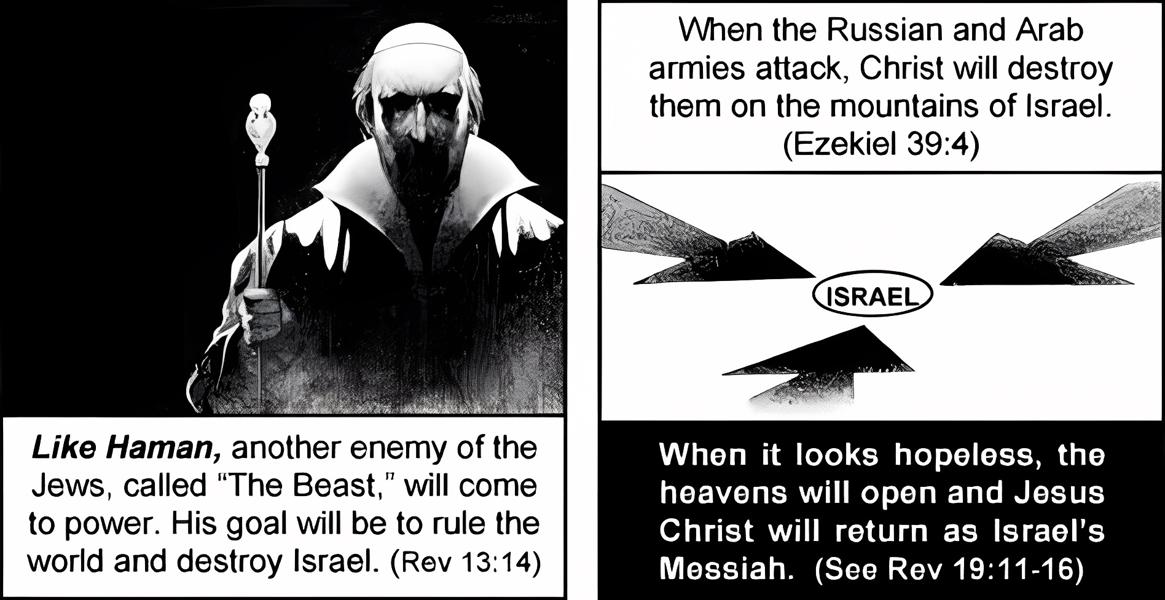 Like Haman, another enemy of the
Jews, called “The Beast,” will come
to power. His goal will be to rule the
world and destroy Israel. (Rev 13:14)
When the Russian and Arab
armies attack, Christ will destroy
them on the mountains of Israel.
(Ezekiel 39:4)
ISRAEL
When it looks hopeless, the
heavens will open and Jesus
Christ will return as Israel's
Messiah. (See Rev 19:11-16)